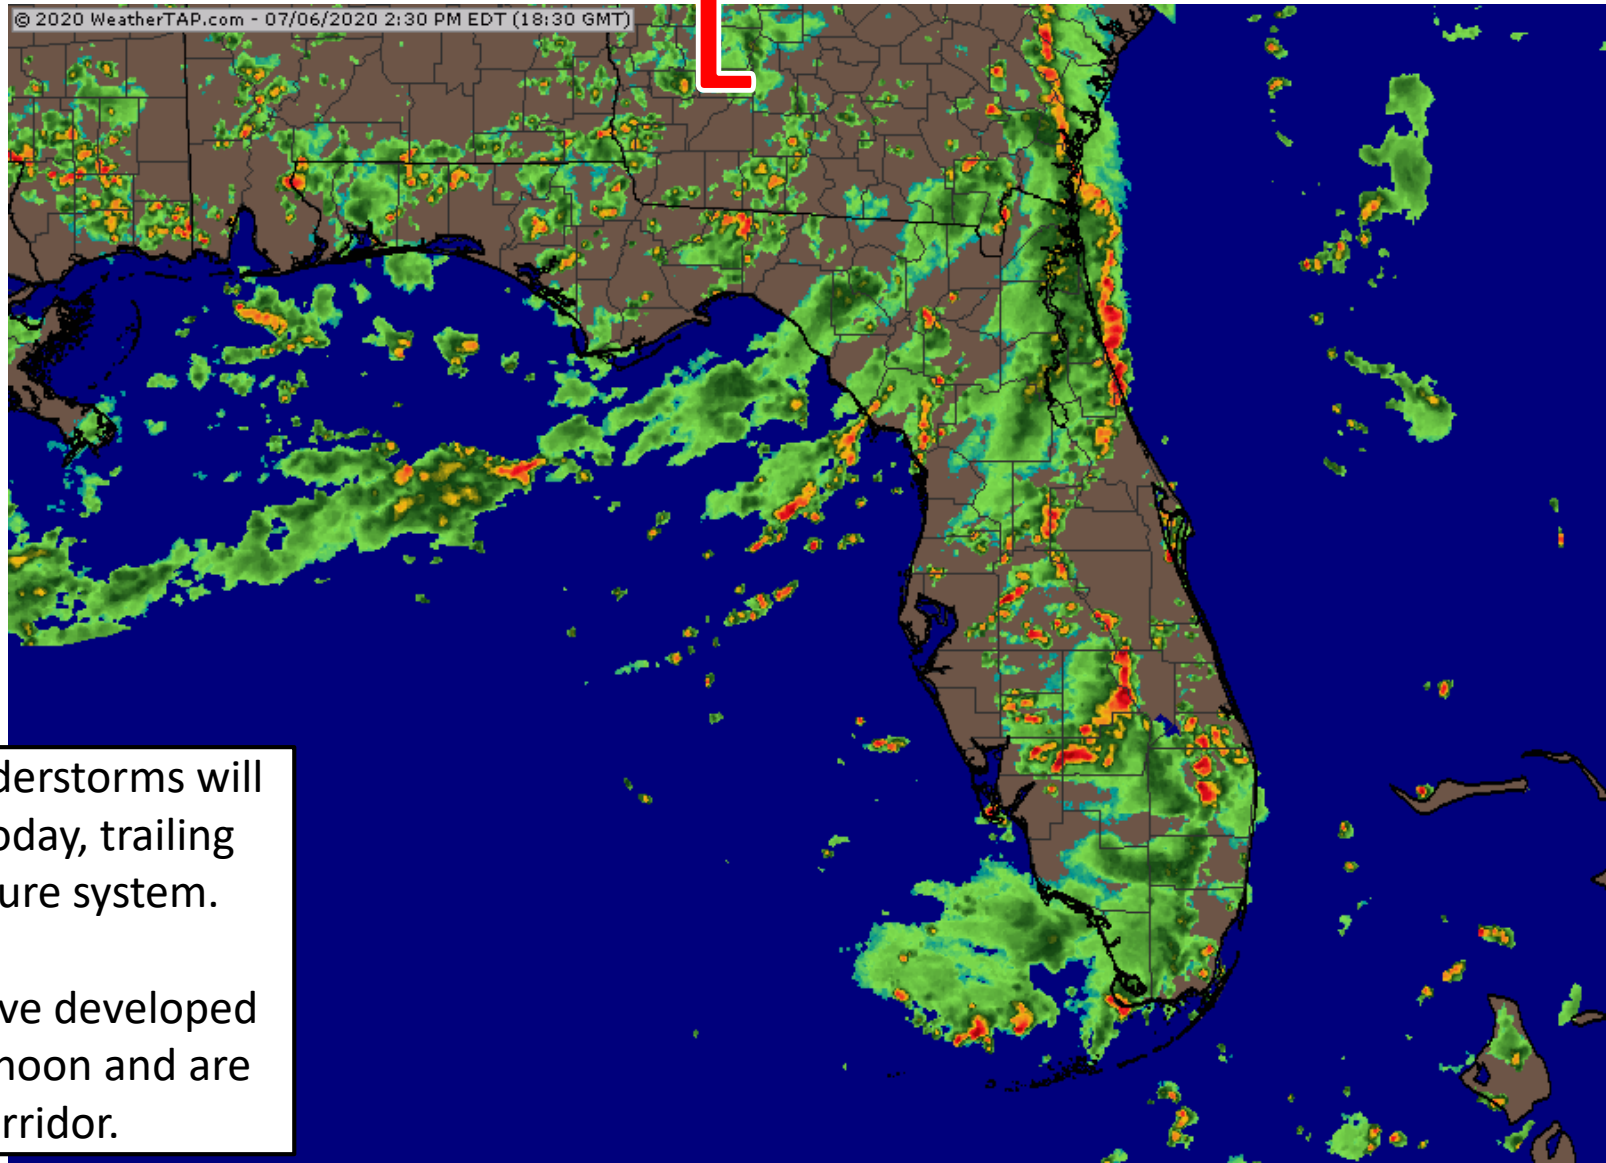 © 2020 WeatherTAP.com - 07/06/2020 2:30 PM EDT (18:30 GMT)
L
derstorms will
oday, trailing
ure system.
ve developed
noon and are
rridor.